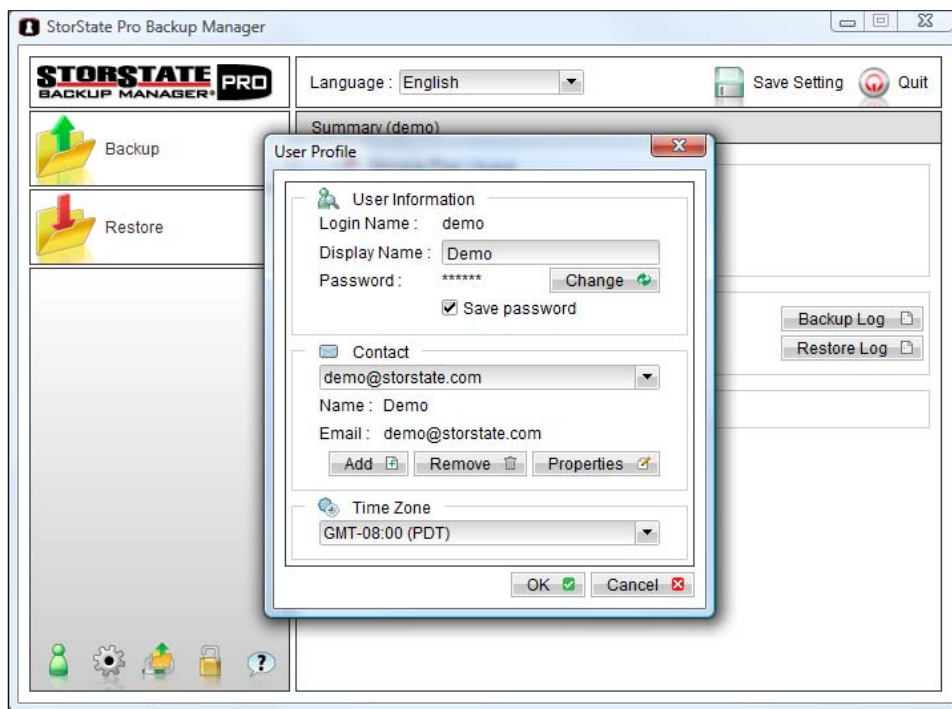 StorState Pro Backup Manager
STORSTATE PRO
BACKUP MANAGER
Language : English
Save Setting
Quit
Backup
Restore
Summary (demo)
User Profile
User Information
Login Name : demo
Display Name : Demo
Password : ******
Change
Save password
Contact
demo@storstate.com
Name : Demo
Email : demo@storstate.com
Add
Remove
Properties
Time Zone
GMT-08:00 (PDT)
OK
Cancel
Backup Log
Restore Log
?